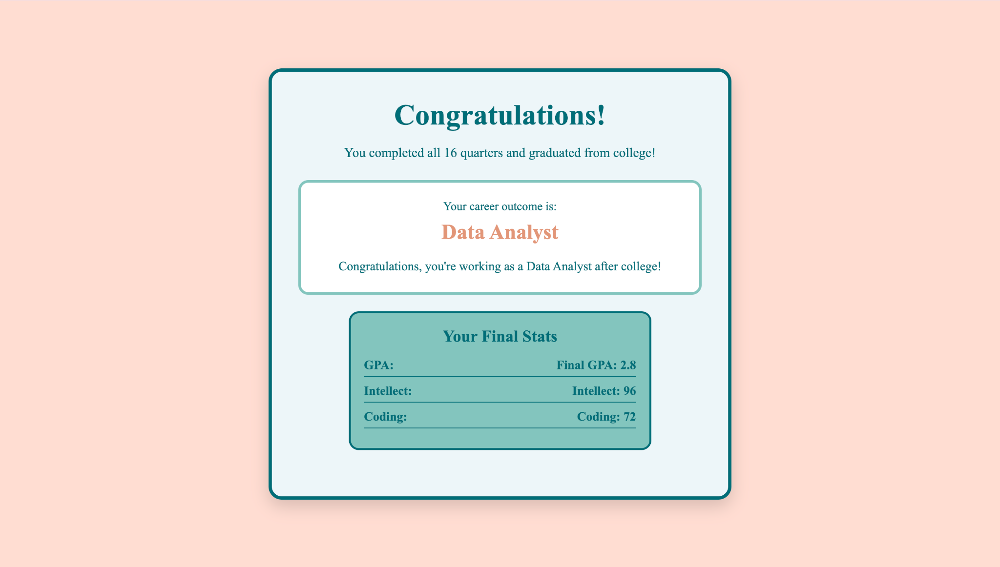 Congratulations!
You completed all 16 quarters and graduated from college!
Your career outcome is:
Data Analyst
Congratulations, you're working as a Data Analyst after college!
Your Final Stats
GPA: Final GPA: 2.8
Intellect: Intellect: 96
Coding: Coding: 72